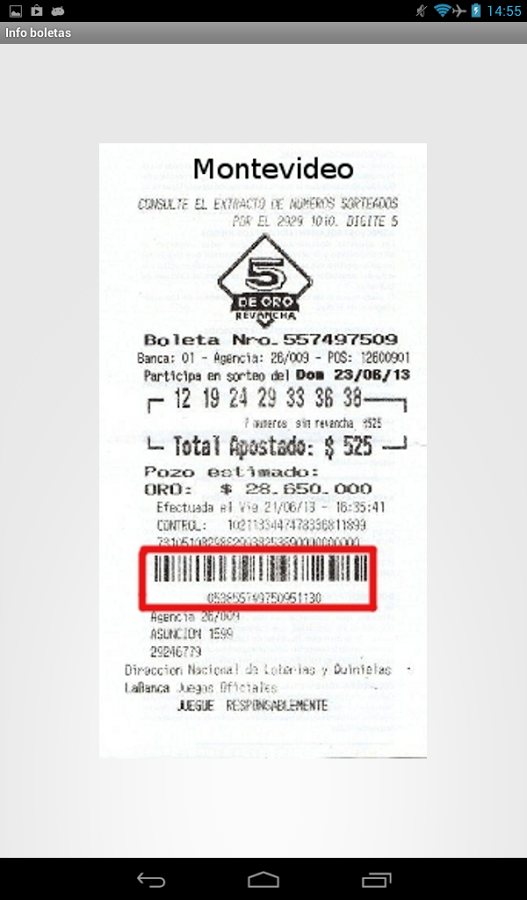 14:55
Info boletas
Montevideo
CONSULTE EL EXTRACTO DE NUMEROS SORTEADOS
POR EL 2929 1010, DIGITE 5
5
DE ORO
REVANCHA
Boleta Nro.557497509
Banca: 01 - Agencia: 26/009 - POS: 12600901
Participa en sorteo del Dom 23/06/13
12 19 24 29 33 36 38
7 numeros, sin revancha, $525
Total Apostado: $ 525
Pozo estimado:
ORO: $ 28.650.000
Efectuada el Vie 21/06/13 - 16:35:41
CONTROL:
Agencia 26/009
ASUNCION 1599
29246779
Direccion Nacional de Loterias y Quinielas
LaBanca Juegos Oficiales
JUEGUE RESPONSABLEMENTE